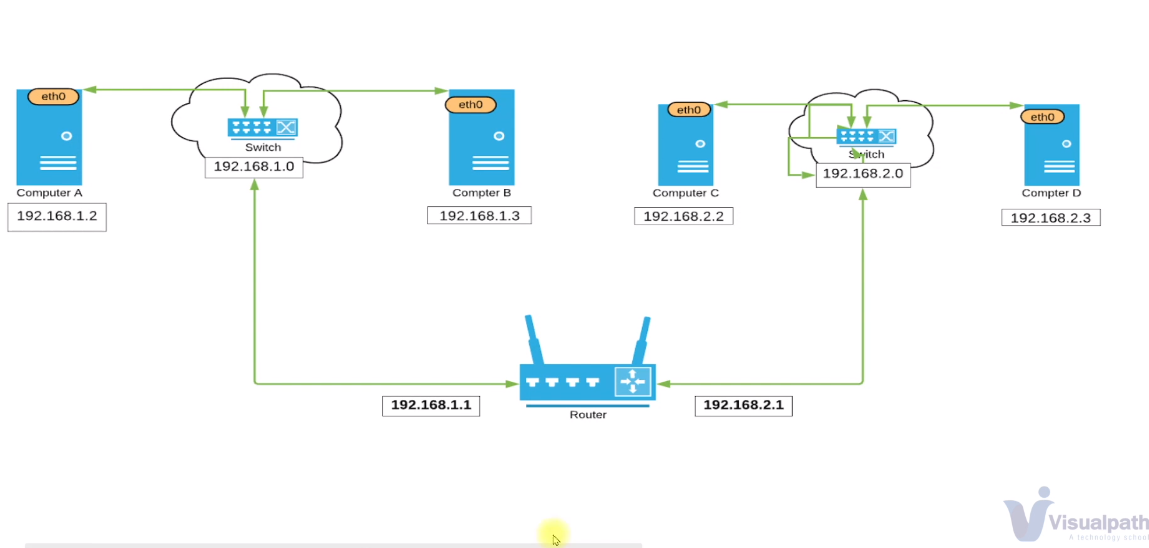 eth0
Switch
192.168.1.0
Computer A
192.168.1.2
eth0
Compter B
192.168.1.3
eth0
Switch
192.168.2.0
Computer C
192.168.2.2
eth0
Compter D
192.168.2.3
192.168.1.1
Router
192.168.2.1
Visualpath
A technology school